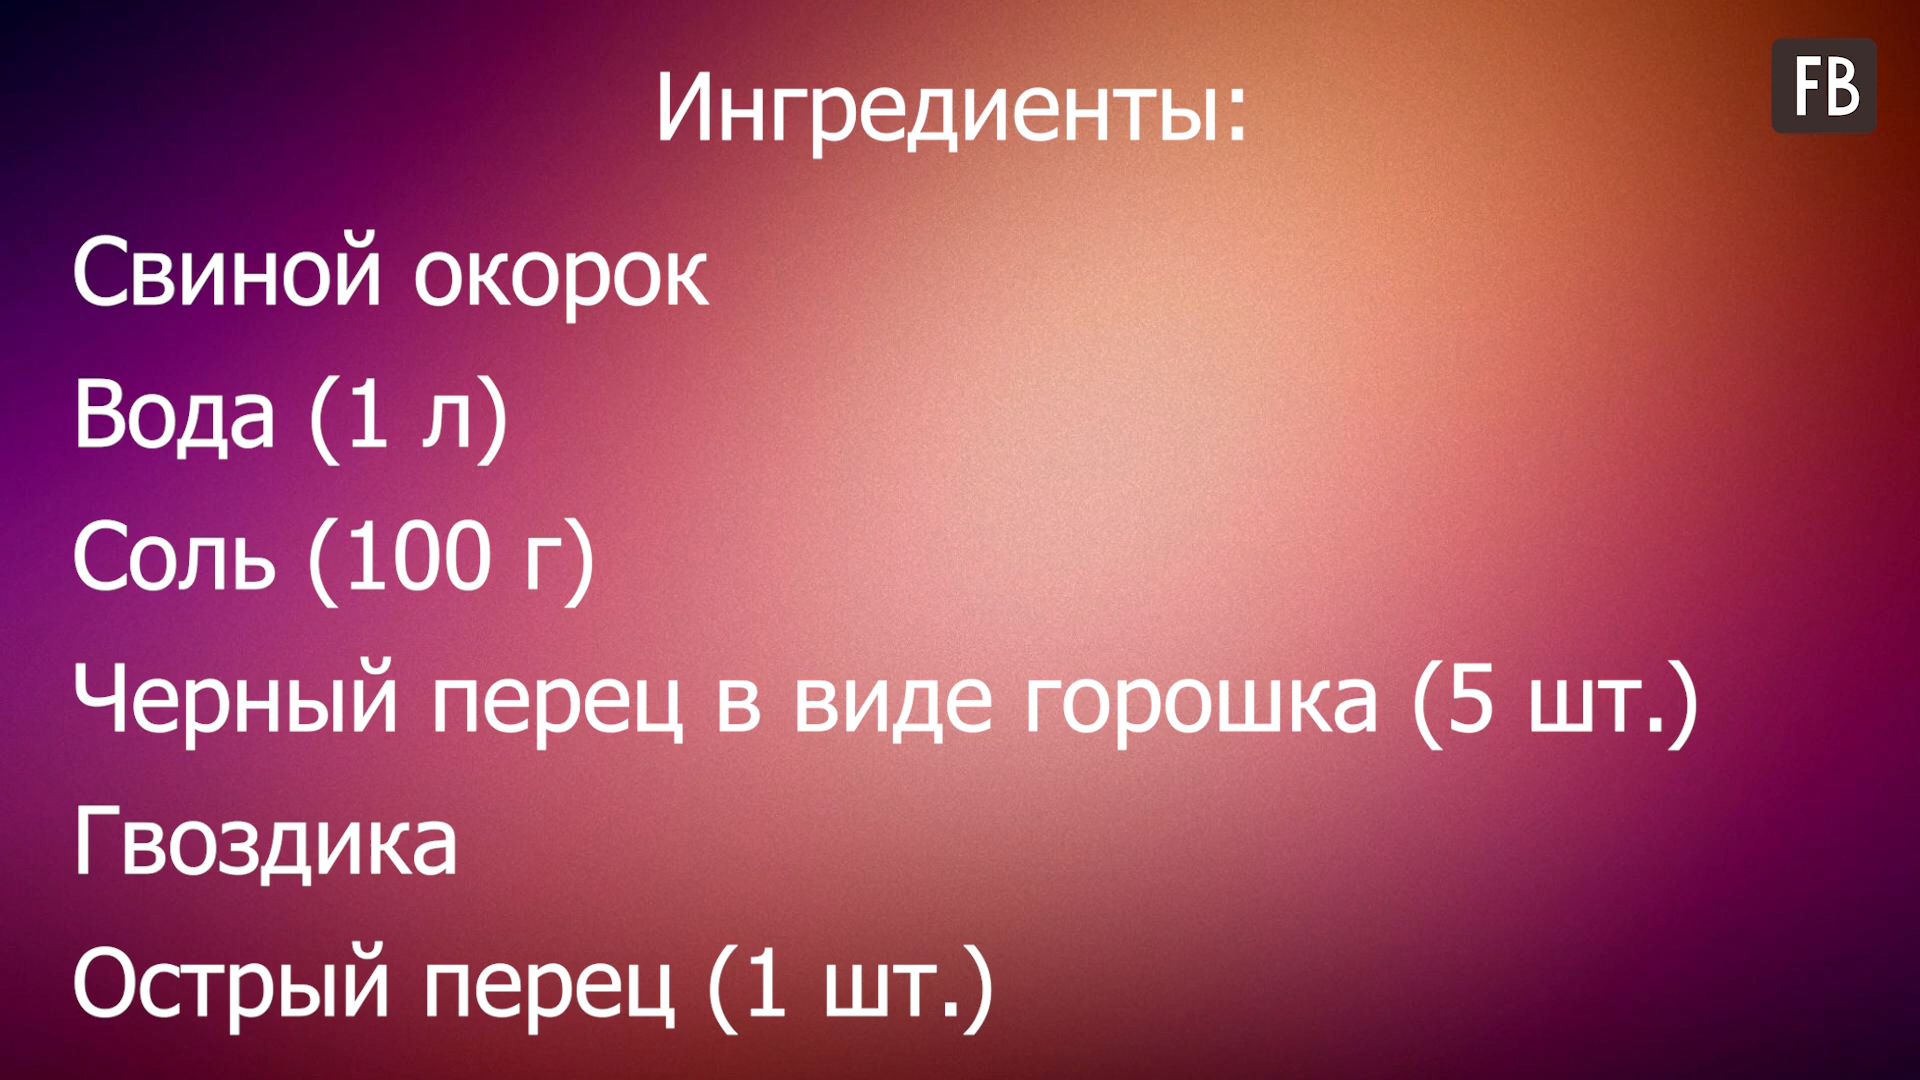 Ингредиенты:
FB
Свиной окорок
Вода (1 л)
Соль (100 г)
Черный перец в виде горошка (5 шт.)
Гвоздика
Острый перец (1 шт.)